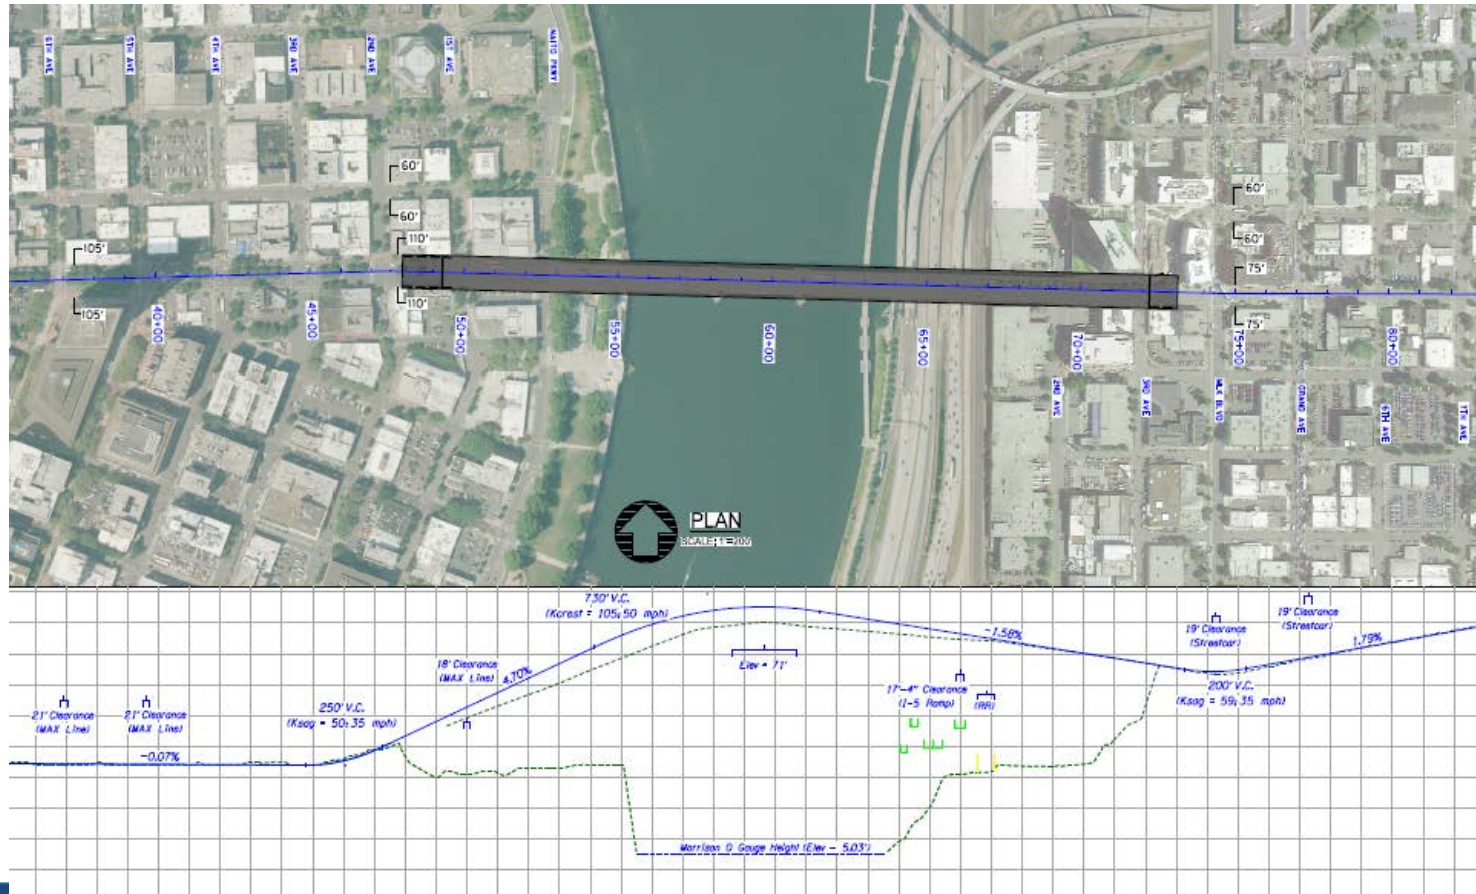 6TH AVE
5TH AVE
4TH AVE
3RD AVE
2ND AVE
1ST AVE
NAITO PKWY
60'
60'
110'
110'
105'
105'
60'
60'
75'
75'
40+00
45+00
50+00
55+00
60+00
65+00
70+00
75+00
80+00
2ND AVE
3RD AVE
MLK BLVD
GRAND AVE
6TH AVE
7TH AVE
PLAN
SCALE: 1"=200'
730' V.C.
(Kcrest = 105; 50 mph)
19' Clearance
(Streetcar)
19' Clearance
(Streetcar)
-1.58%
1.79%
18' Clearance
(MAX Line)
4.70%
Elev = 71'
17'-4" Clearance
(I-5 Ramp)
(RR)
200' V.C.
(Ksag = 59; 35 mph)
21' Clearance
(MAX Line)
21' Clearance
(MAX Line)
250' V.C.
(Ksag = 50; 35 mph)
-0.07%
Morrison 0 Gauge Height (Elev - 5.03')